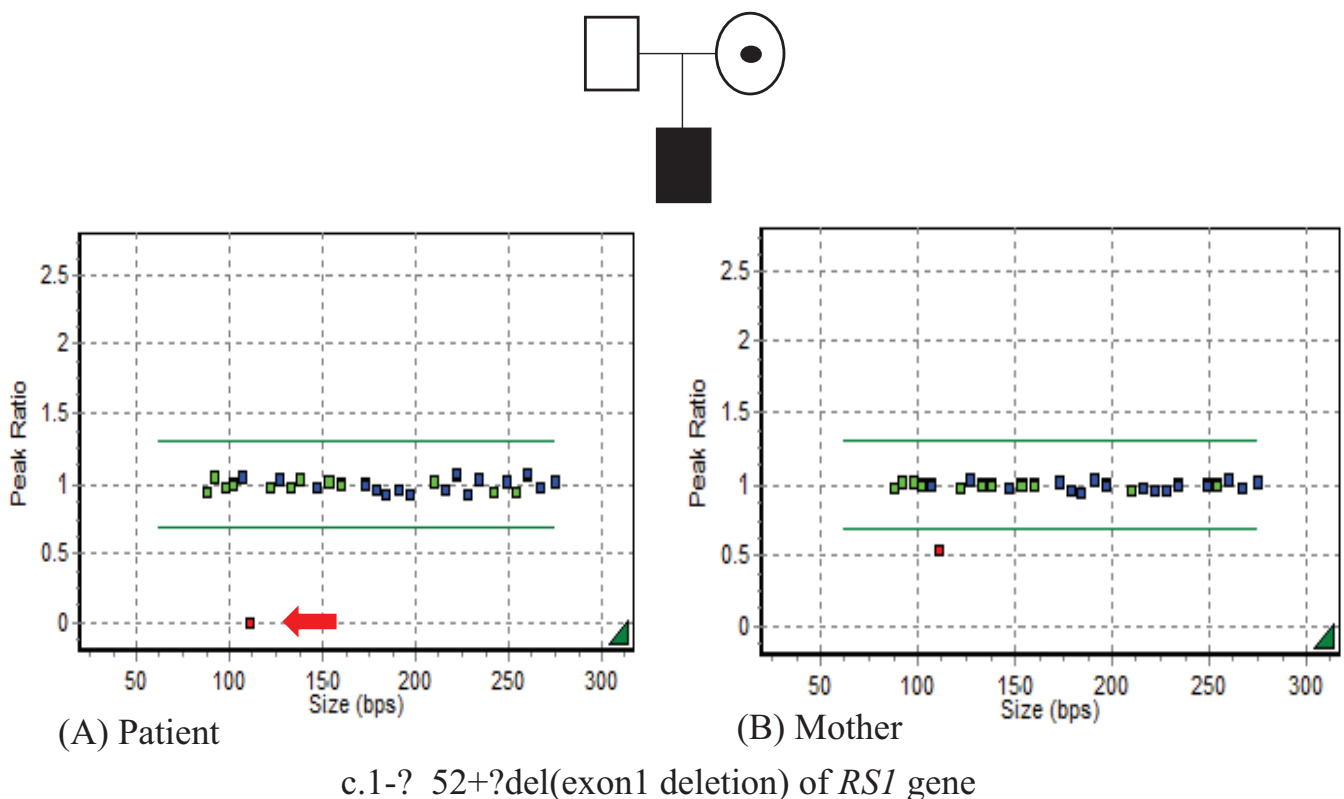 2.5
2
1.5
1
0.5
0
Peak Ratio
50 100 150 200 250 300
Size (bps)
(A) Patient
2.5
2
1.5
1
0.5
0
Peak Ratio
50 100 150 200 250 300
Size (bps)
(B) Mother
c.1-? 52+?del(exon1 deletion) of RS1 gene